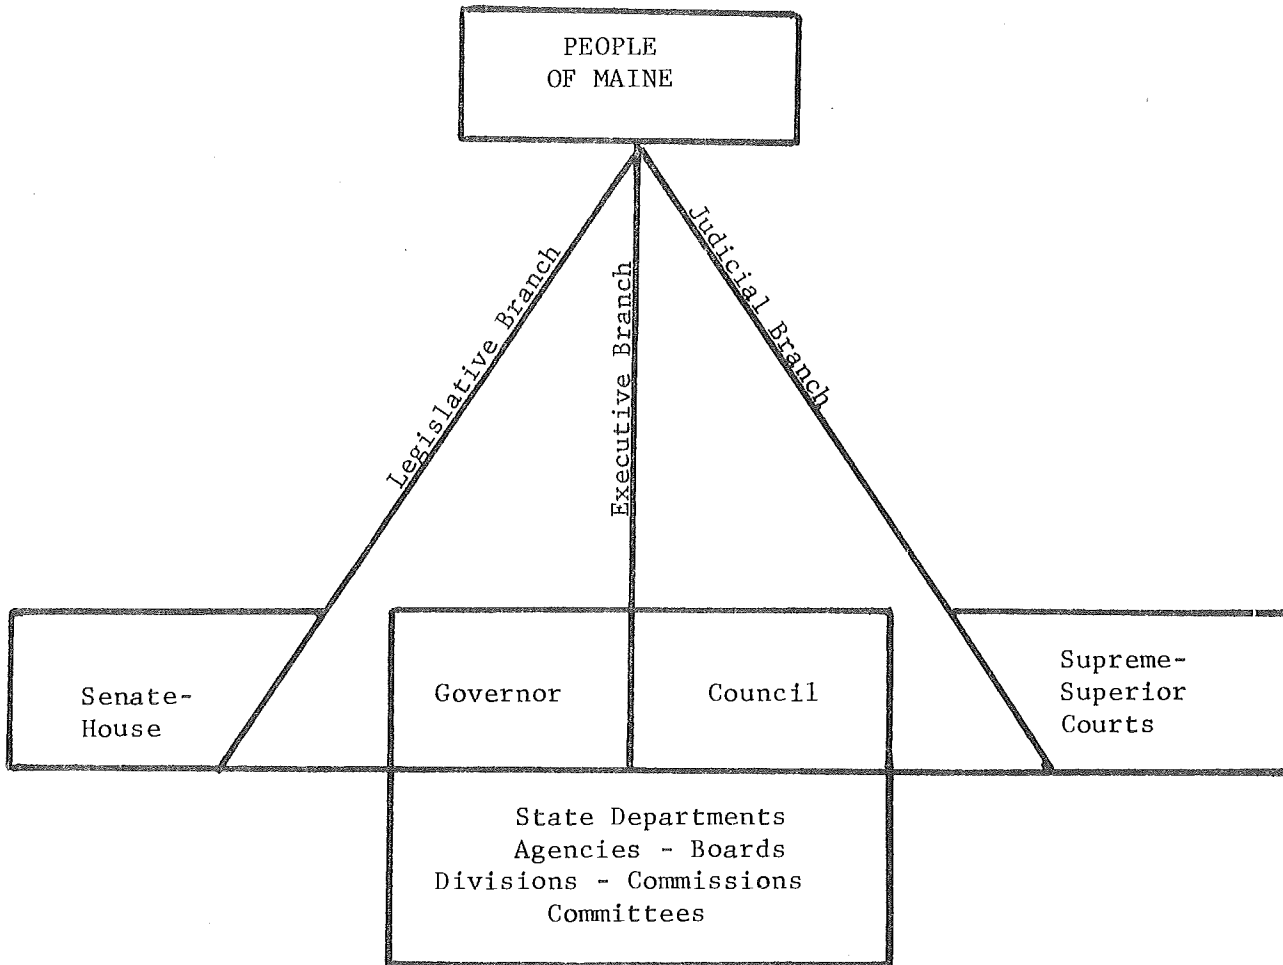 PEOPLE
OF MAINE
Legislative Branch
Executive Branch
Judicial Branch
Senate-
House
Governor
Council
Supreme-
Superior
Courts
State Departments
Agencies - Boards
Divisions - Commissions
Committees